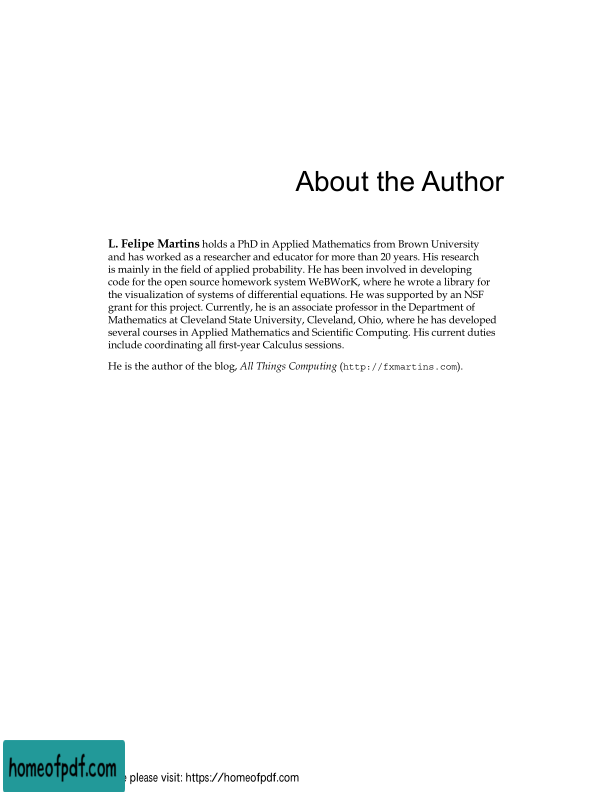 About the Author
L. Felipe Martins holds a PhD in Applied Mathematics from Brown University
and has worked as a researcher and educator for more than 20 years. His research
is mainly in the field of applied probability. He has been involved in developing
code for the open source homework system WeBWorK, where he wrote a library for
the visualization of systems of differential equations. He was supported by an NSF
grant for this project. Currently, he is an associate professor in the Department of
Mathematics at Cleveland State University, Cleveland, Ohio, where he has developed
several courses in Applied Mathematics and Scientific Computing. His current duties
include coordinating all first-year Calculus sessions.
He is the author of the blog, All Things Computing (http://fxmartins.com).
homeofpdf.com
please visit: https://homeofpdf.com